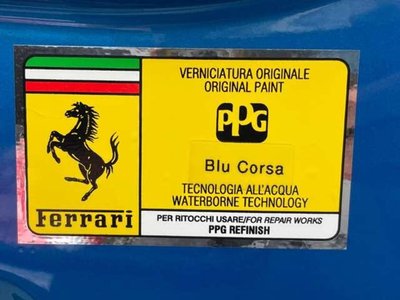 VERNICIATURA ORIGINALE
ORIGINAL PAINT
PPG
Blu Corsa
TECNOLOGIA ALL'ACQUA
WATERBORNE TECHNOLOGY
Ferrari
PER RITOCCHI USARE/FOR REPAIR WORKS
PPG REFINISH